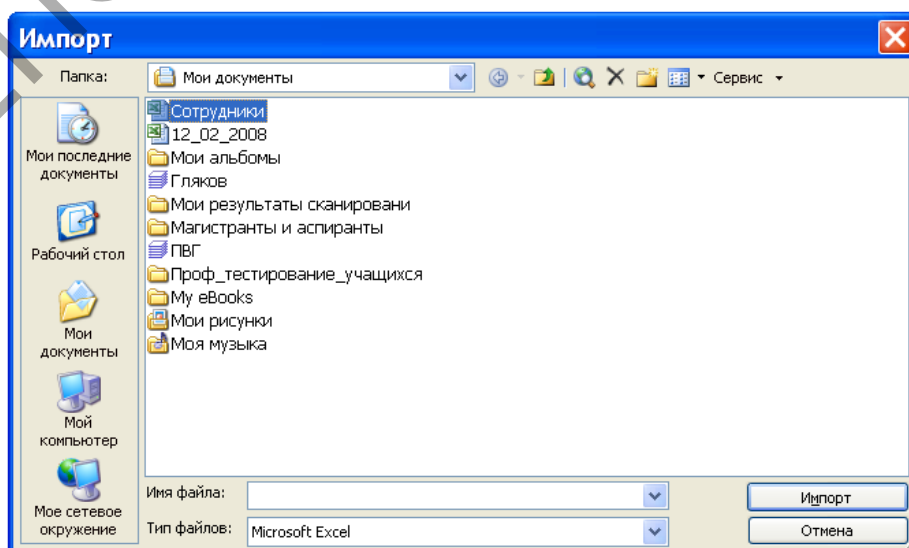 Импорт
Папка:
Мои документы
Сервис
Мои последние
документы
Рабочий стол
Мои
документы
Мой
компьютер
Мое сетевое
окружение
Сотрудники
12_02_2008
Мои альбомы
Гляков
Мои результаты сканировани
Магистранты и аспиранты
ПВГ
Проф_тестирование_учащихся
My eBooks
Мои рисунки
Моя музыка
Имя файла:
Импорт
Тип файлов:
Microsoft Excel
Отмена